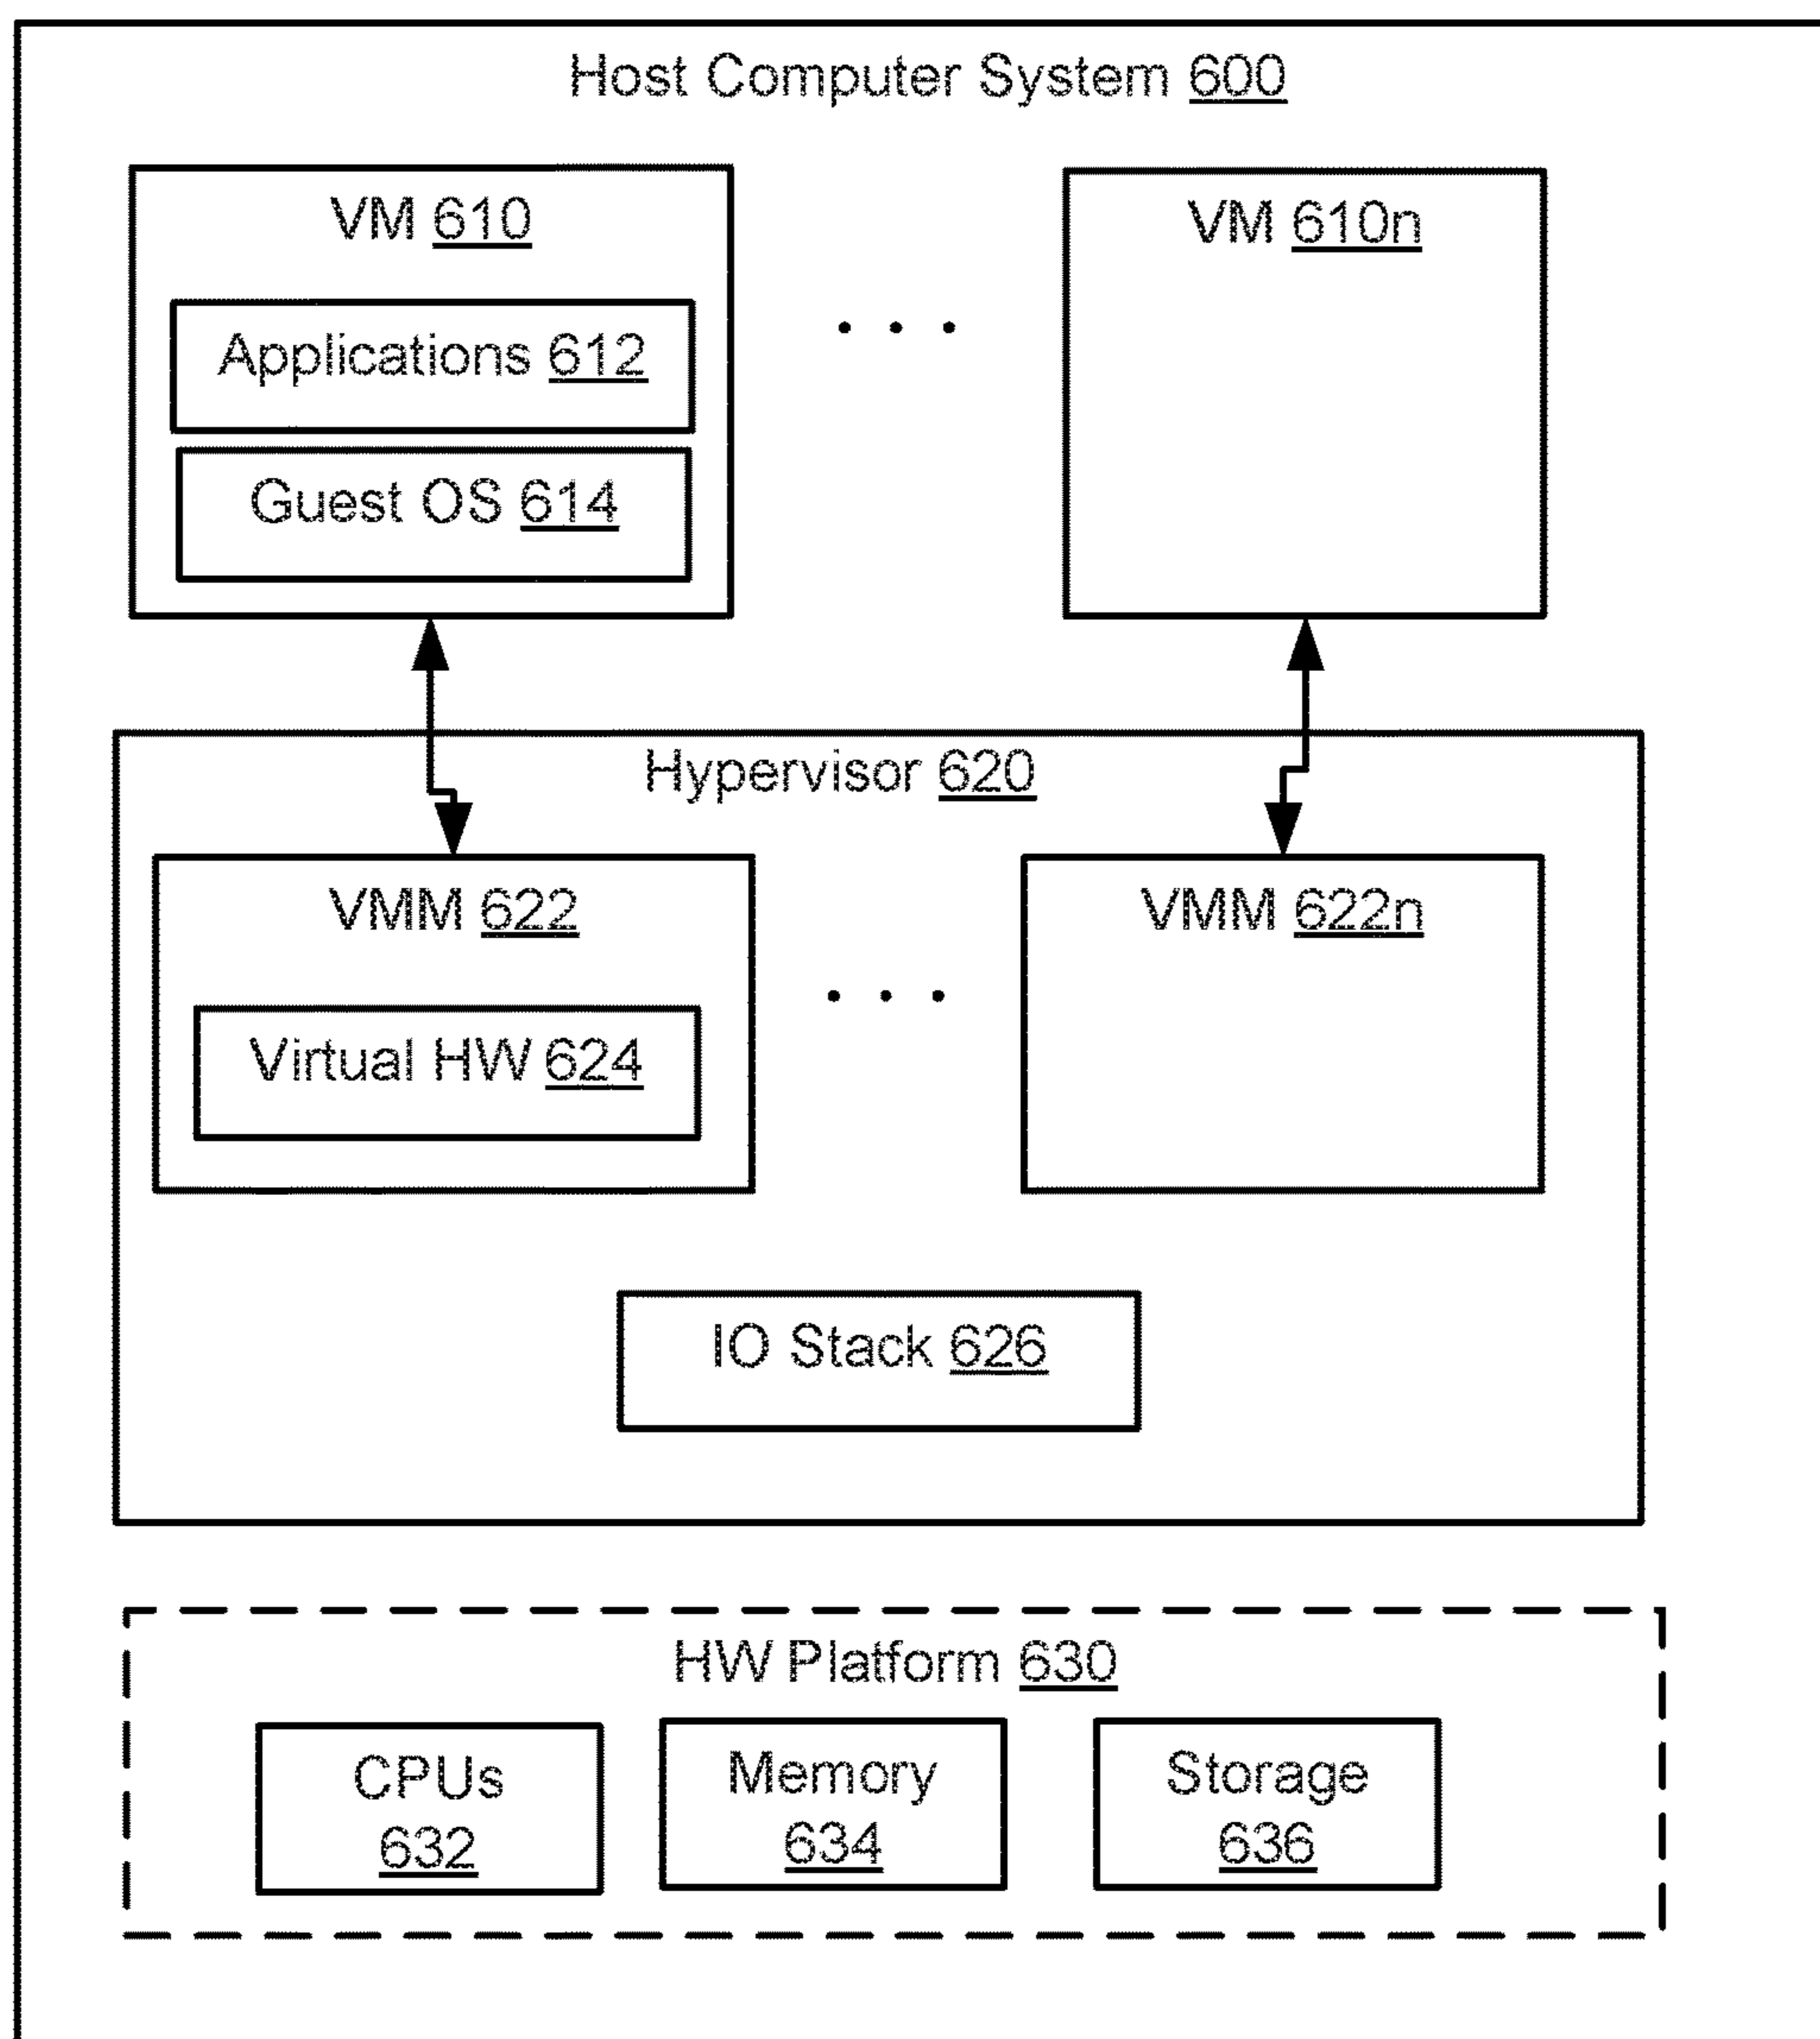 Host Computer System 600
VM 610
VM 610n
Applications 612
Guest OS 614
Hypervisor 620
VMM 622
VMM 622n
Virtual HW 624
IO Stack 626
HW Platform 630
CPUs
632
Memory
634
Storage
636